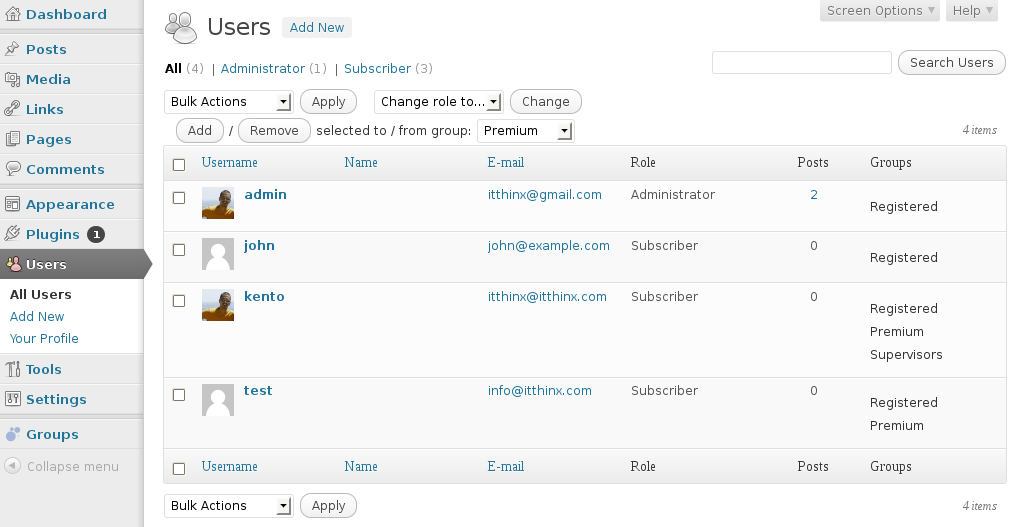 Dashboard
Posts
Media
Links
Pages
Comments
Appearance
Plugins 1
Users
All Users
Add New
Your Profile
Tools
Settings
Groups
Collapse menu
Screen Options Help
Users Add New
All (4) | Administrator (1) | Subscriber (3)
Search Users
Bulk Actions Apply Change role to... Change
Add / Remove selected to / from group: Premium 4 items
Username Name E-mail Role Posts Groups
admin itthinx@gmail.com Administrator 2 Registered
john john@example.com Subscriber 0 Registered
kento itthinx@itthinx.com Subscriber 0 Registered
Premium
Supervisors
test info@itthinx.com Subscriber 0 Registered
Premium
Username Name E-mail Role Posts Groups
Bulk Actions Apply 4 items